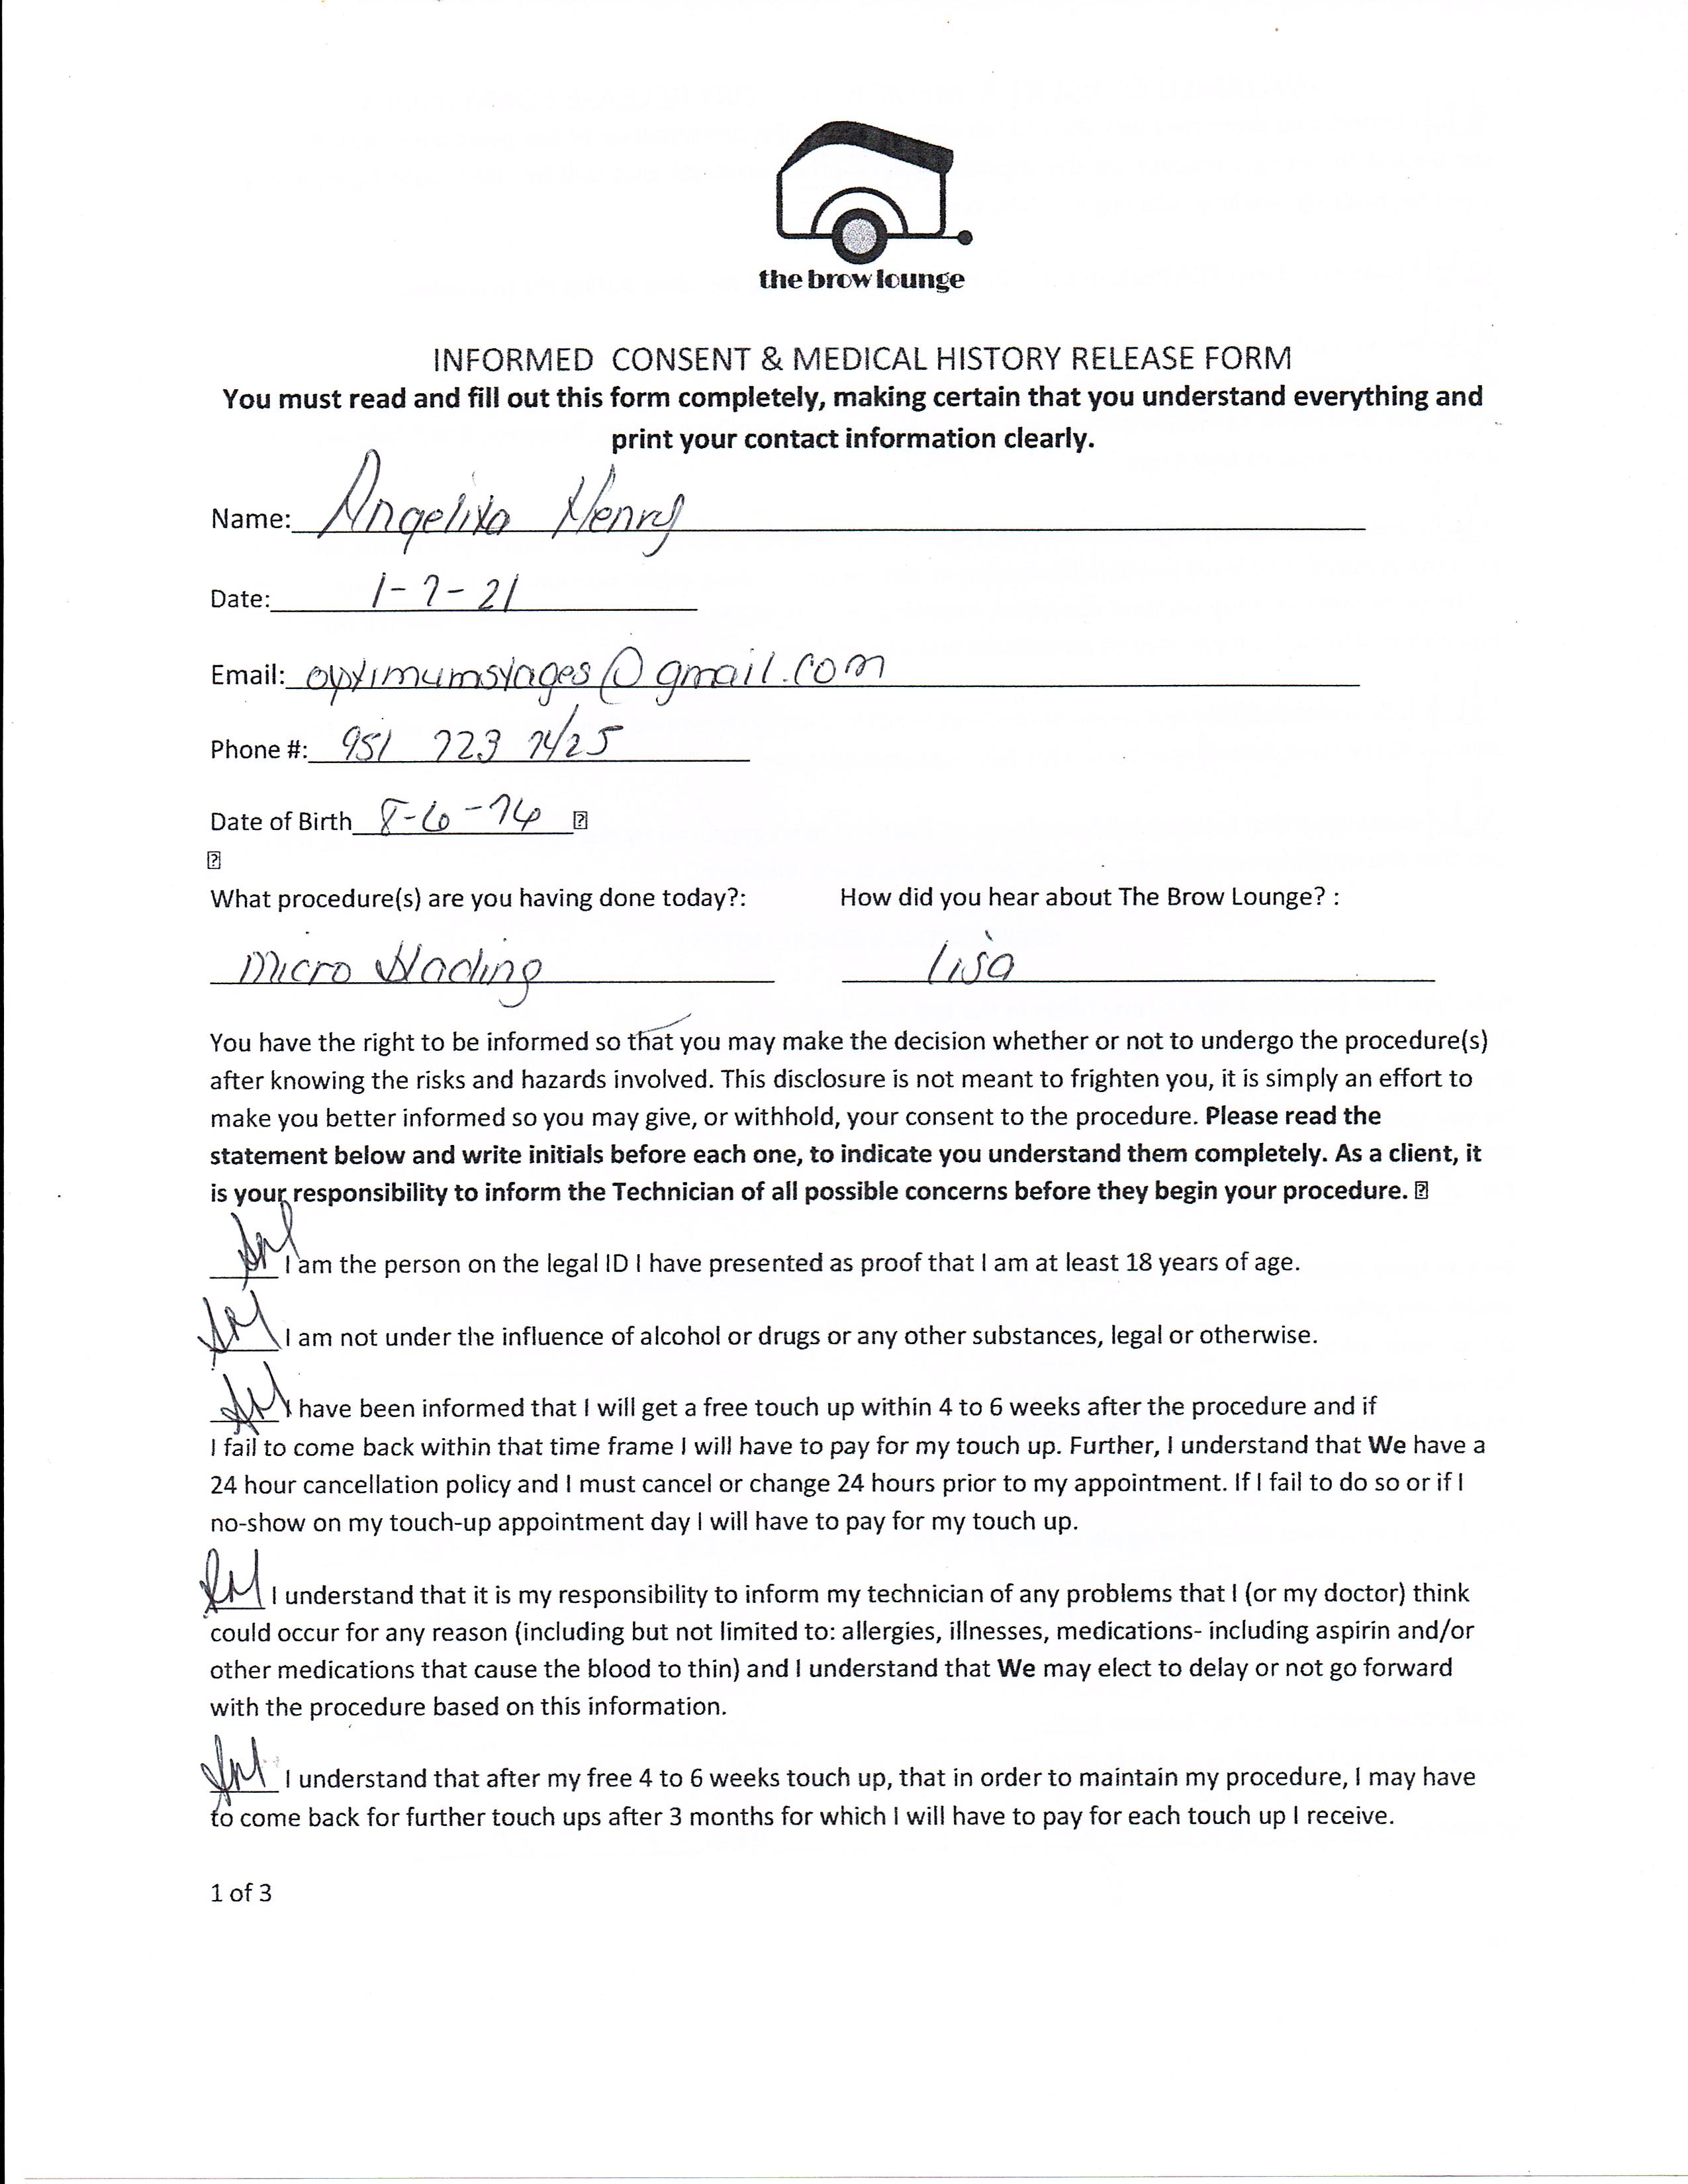 the brow lounge
INFORMED CONSENT & MEDICAL HISTORY RELEASE FORM
You must read and fill out this form completely, making certain that you understand everything and
print your contact information clearly.
Name: Angelika Henry
Date: 1-7-21
Email: optimumstages@gmail.com
Phone #: 951 723 7425
Date of Birth 8-6-74
What procedure(s) are you having done today?: How did you hear about The Brow Lounge? :
Micro Blading Lisa
You have the right to be informed so that you may make the decision whether or not to undergo the procedure(s)
after knowing the risks and hazards involved. This disclosure is not meant to frighten you, it is simply an effort to
make you better informed so you may give, or withhold, your consent to the procedure. Please read the
statement below and write initials before each one, to indicate you understand them completely. As a client, it
is your responsibility to inform the Technician of all possible concerns before they begin your procedure.
I am the person on the legal ID I have presented as proof that I am at least 18 years of age.
I am not under the influence of alcohol or drugs or any other substances, legal or otherwise.
I have been informed that I will get a free touch up within 4 to 6 weeks after the procedure and if
I fail to come back within that time frame I will have to pay for my touch up. Further, I understand that We have a
24 hour cancellation policy and I must cancel or change 24 hours prior to my appointment. If I fail to do so or if I
no-show on my touch-up appointment day I will have to pay for my touch up.
I understand that it is my responsibility to inform my technician of any problems that I (or my doctor) think
could occur for any reason (including but not limited to: allergies, illnesses, medications- including aspirin and/or
other medications that cause the blood to thin) and I understand that We may elect to delay or not go forward
with the procedure based on this information.
I understand that after my free 4 to 6 weeks touch up, that in order to maintain my procedure, I may have
to come back for further touch ups after 3 months for which I will have to pay for each touch up I receive.
1 of 3